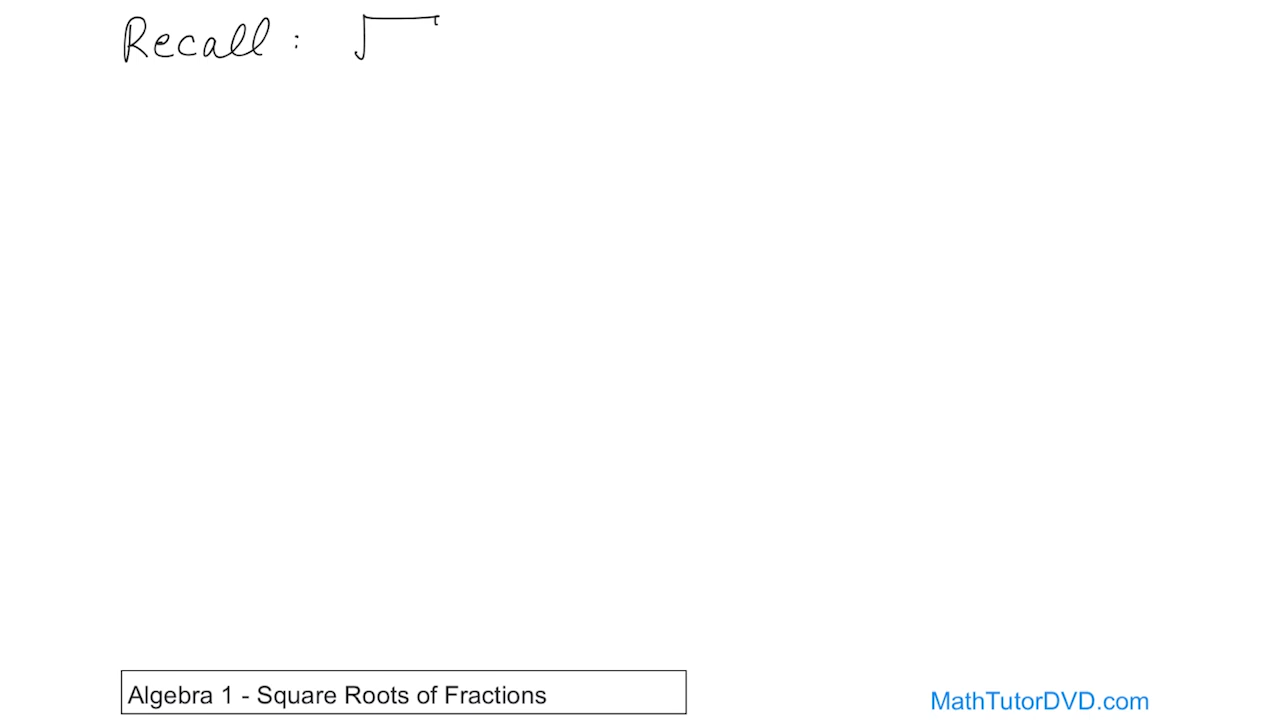 Recall : √
Algebra 1 - Square Roots of Fractions
MathTutorDVD.com